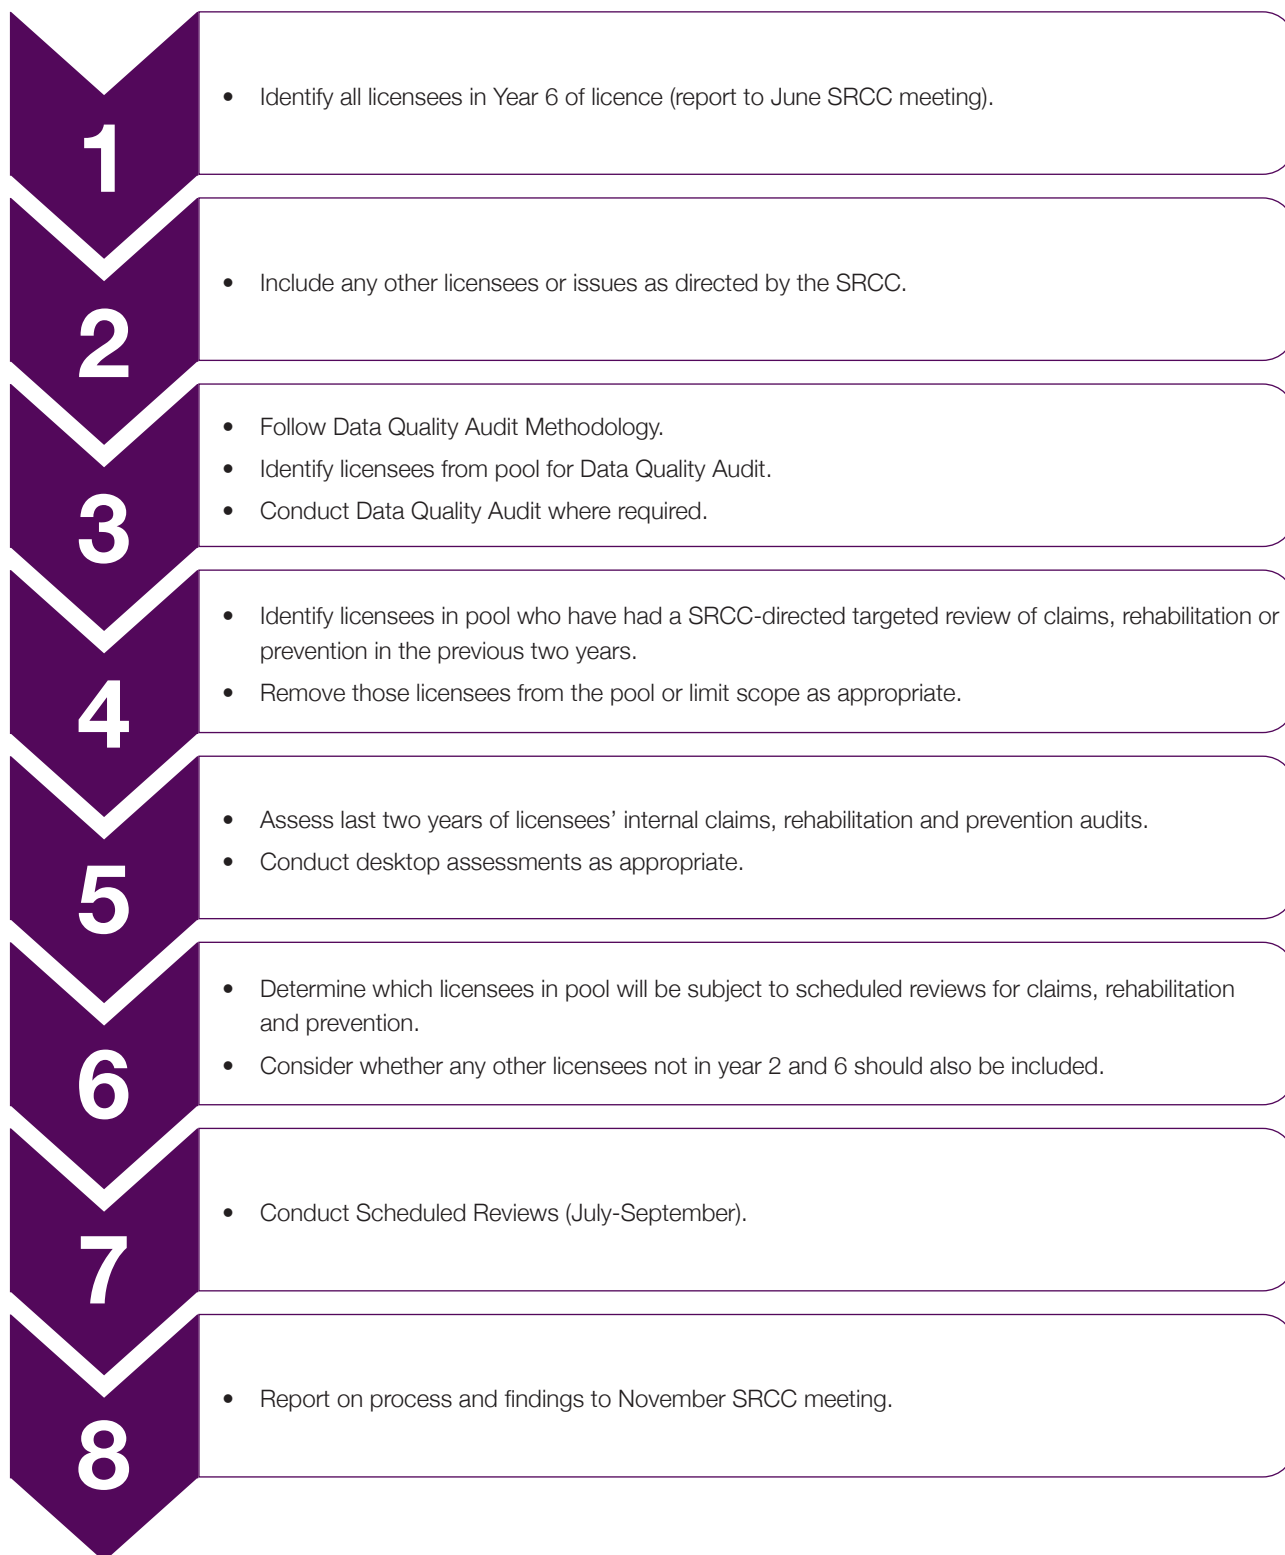 1
• Identify all licensees in Year 6 of licence (report to June SRCC meeting).
2
• Include any other licensees or issues as directed by the SRCC.
3
• Follow Data Quality Audit Methodology.
• Identify licensees from pool for Data Quality Audit.
• Conduct Data Quality Audit where required.
4
• Identify licensees in pool who have had a SRCC-directed targeted review of claims, rehabilitation or
prevention in the previous two years.
• Remove those licensees from the pool or limit scope as appropriate.
5
• Assess last two years of licensees’ internal claims, rehabilitation and prevention audits.
• Conduct desktop assessments as appropriate.
6
• Determine which licensees in pool will be subject to scheduled reviews for claims, rehabilitation
and prevention.
• Consider whether any other licensees not in year 2 and 6 should also be included.
7
• Conduct Scheduled Reviews (July-September).
8
• Report on process and findings to November SRCC meeting.